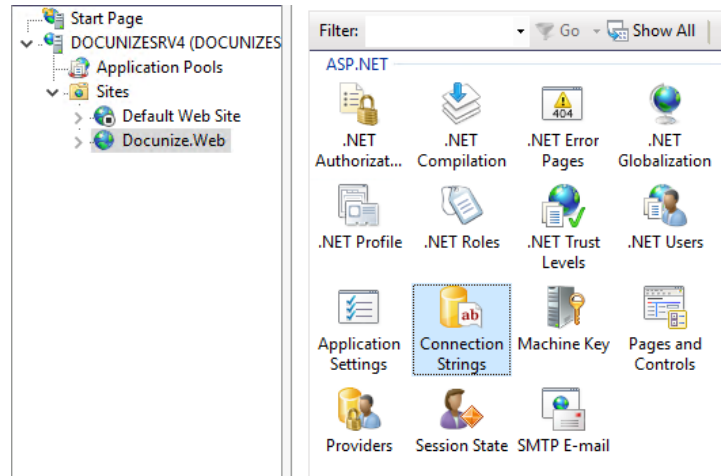 Start Page
DOCUNIZESRV4 (DOCUNIZES
Application Pools
Sites
Default Web Site
Docunize.Web
Filter:
Go
Show All
ASP.NET
.NET
Authorizat...
.NET
Compilation
404
.NET Error
Pages
.NET
Globalization
.NET Profile
.NET Roles
.NET Trust
Levels
.NET Users
Application
Settings
ab
Connection
Strings
Machine Key
Pages and
Controls
Providers
Session State
SMTP E-mail